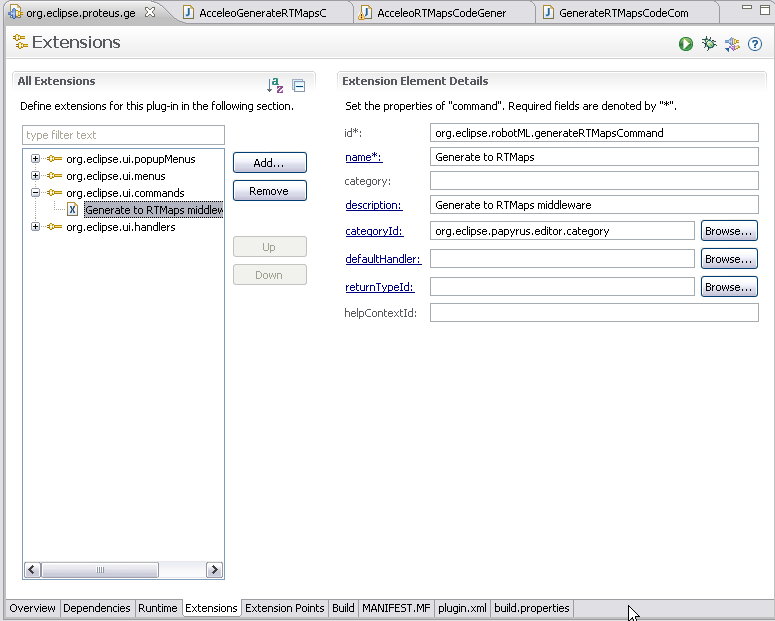 org.eclipse.proteus.ge
AcceleoGenerateRTMapsC
AcceleoRTMapsCodeGener
GenerateRTMapsCodeCom
Extensions
All Extensions
Define extensions for this plug-in in the following section.
type filter text
org.eclipse.ui.popupMenus
org.eclipse.ui.menus
org.eclipse.ui.commands
Generate to RTMaps middlew
org.eclipse.ui.handlers
Add...
Remove
Up
Down
Extension Element Details
Set the properties of "command". Required fields are denoted by "*".
id*: org.eclipse.robotML.generateRTMapsCommand
name*: Generate to RTMaps
category:
description: Generate to RTMaps middleware
categoryId: org.eclipse.papyrus.editor.category Browse...
defaultHandler: Browse...
returnTypeId: Browse...
helpContextId:
Overview Dependencies Runtime Extensions Extension Points Build MANIFEST.MF plugin.xml build.properties